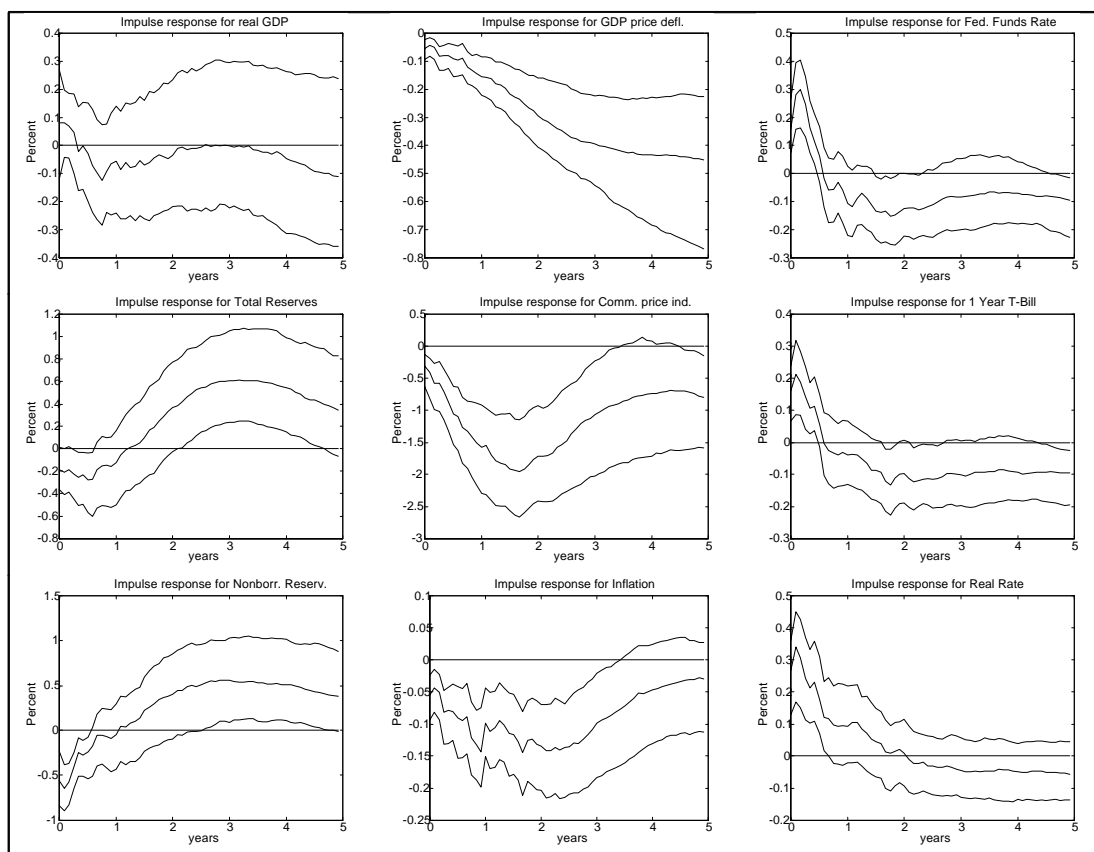 Impulse response for real GDP
0.4
0.3
0.2
0.1
0
-0.1
-0.2
-0.3
-0.4
Percent
0 1 2 3 4 5
years
Impulse response for GDP price defl.
0
-0.1
-0.2
-0.3
-0.4
-0.5
-0.6
-0.7
-0.8
Percent
0 1 2 3 4 5
years
Impulse response for Fed. Funds Rate
0.5
0.4
0.3
0.2
0.1
0
-0.1
-0.2
-0.3
Percent
0 1 2 3 4 5
years
Impulse response for Total Reserves
1.2
1
0.8
0.6
0.4
0.2
0
-0.2
-0.4
-0.6
-0.8
Percent
0 1 2 3 4 5
years
Impulse response for Comm. price ind.
0.5
0
-0.5
-1
-1.5
-2
-2.5
-3
Percent
0 1 2 3 4 5
years
Impulse response for 1 Year T-Bill
0.4
0.3
0.2
0.1
0
-0.1
-0.2
-0.3
Percent
0 1 2 3 4 5
years
Impulse response for Nonborr. Reserv.
1.5
1
0.5
0
-0.5
-1
Percent
0 1 2 3 4 5
years
Impulse response for Inflation
0.1
0.05
0
-0.05
-0.1
-0.15
-0.2
-0.25
Percent
0 1 2 3 4 5
years
Impulse response for Real Rate
0.5
0.4
0.3
0.2
0.1
0
-0.1
-0.2
Percent
0 1 2 3 4 5
years